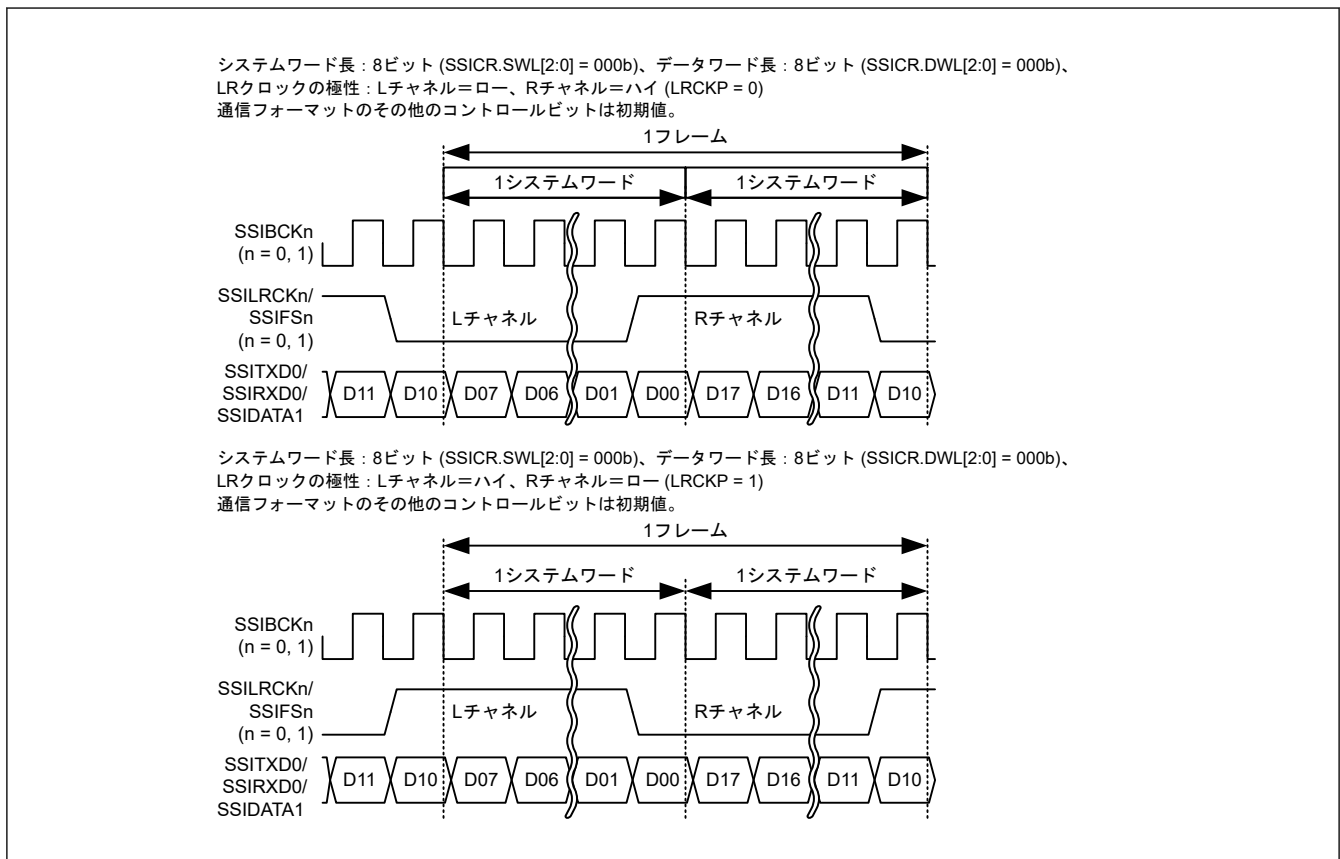 システムワード長：8ビット (SSICR.SWL[2:0] = 000b)、データワード長：8ビット (SSICR.DWL[2:0] = 000b)、
LRクロックの極性：Lチャネル＝ロー、Rチャネル＝ハイ (LRCKP = 0)
通信フォーマットのその他のコントロールビットは初期値。
1フレーム
1システムワード 1システムワード
SSIBCKn
(n = 0, 1)
SSILRCKn/
SSIFSn
(n = 0, 1)
Lチャネル Rチャネル
SSITXD0/
SSIRXD0/
SSIDATA1
D11 D10 D07 D06 D01 D00 D17 D16 D11 D10
システムワード長：8ビット (SSICR.SWL[2:0] = 000b)、データワード長：8ビット (SSICR.DWL[2:0] = 000b)、
LRクロックの極性：Lチャネル＝ハイ、Rチャネル＝ロー (LRCKP = 1)
通信フォーマットのその他のコントロールビットは初期値。
1フレーム
1システムワード 1システムワード
SSIBCKn
(n = 0, 1)
SSILRCKn/
SSIFSn
(n = 0, 1)
Lチャネル Rチャネル
SSITXD0/
SSIRXD0/
SSIDATA1
D11 D10 D07 D06 D01 D00 D17 D16 D11 D10